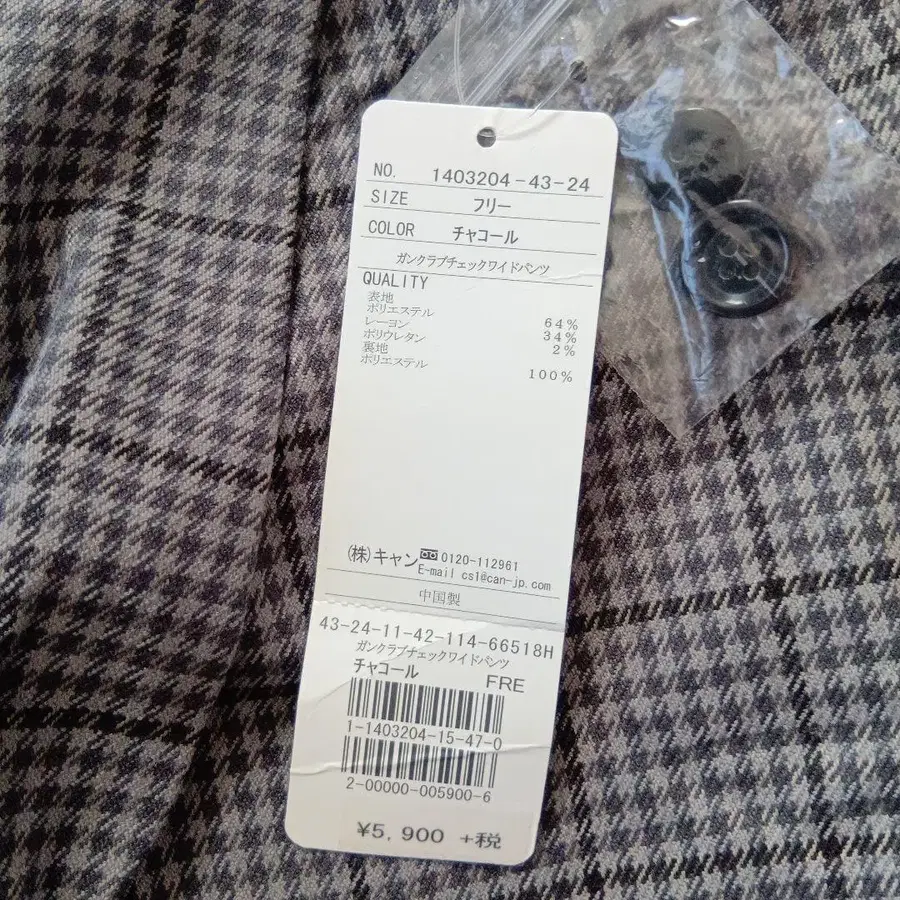 NO. 1403204-43-24
SIZE フリー
COLOR チャコール
ガンクラブチェックワイドパンツ
QUALITY
表地
ポリエステル 64%
レーヨン 34%
ポリウレタン 2%
裏地
ポリエステル 100%
(株)キャン 0120-112961
E-mail cs1@can-jp.com
中国製
43-24-11-42-114-66518H
ガンクラブチェックワイドパンツ
チャコール FRE
1-1403204-15-47-0
2-00000-005900-6
¥5,900 +税